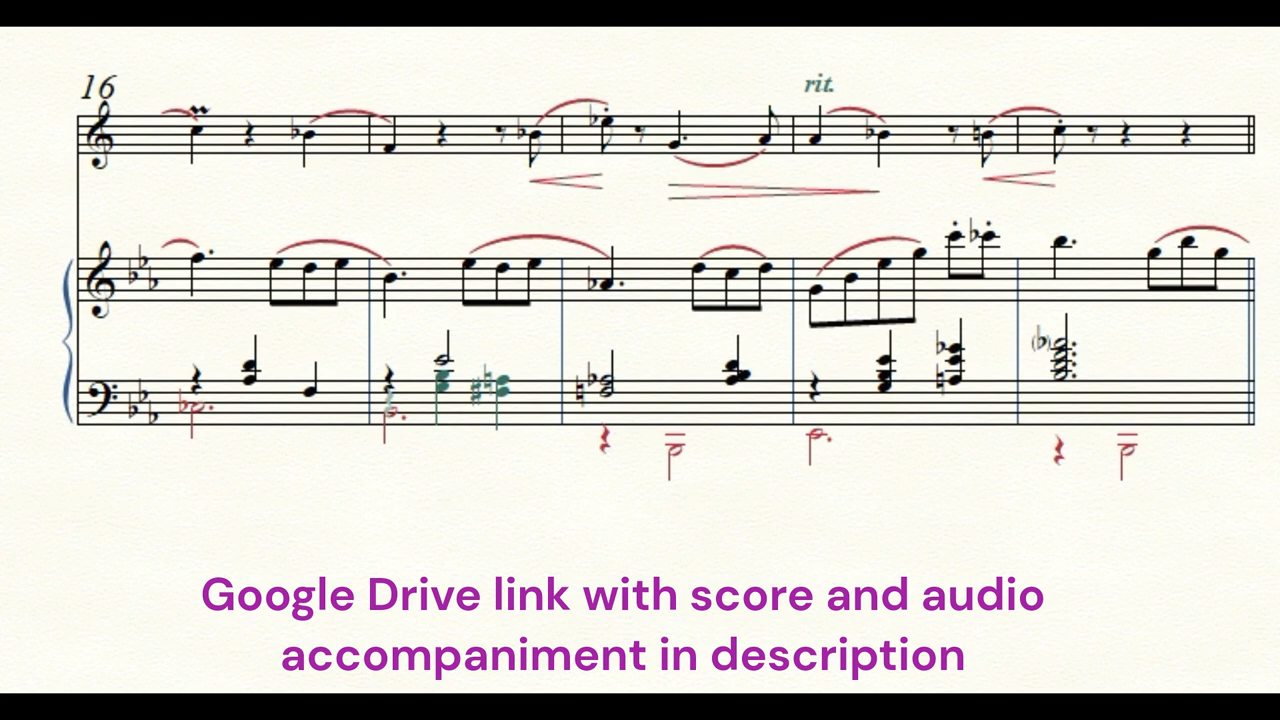 16
rit.
Google Drive link with score and audio
accompaniment in description